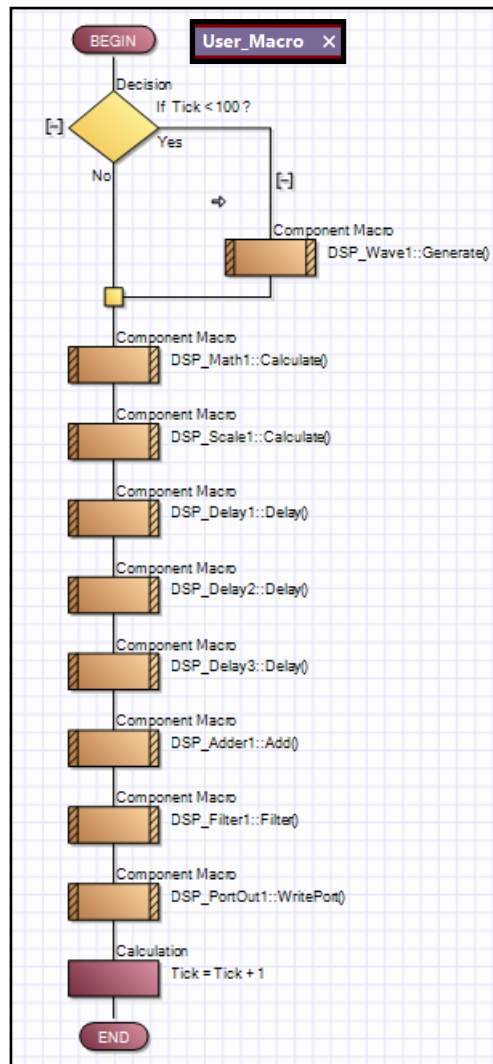 BEGIN
User_Macro ×
Decision
If Tick < 100 ?
[-]
Yes
No
[-]
Component Macro
DSP_Wave1::Generate()
Component Macro
DSP_Math1::Calculate()
Component Macro
DSP_Scale1::Calculate()
Component Macro
DSP_Delay1::Delay()
Component Macro
DSP_Delay2::Delay()
Component Macro
DSP_Delay3::Delay()
Component Macro
DSP_Adder1::Add()
Component Macro
DSP_Filter1::Filter()
Component Macro
DSP_PortOut1::WritePort()
Calculation
Tick = Tick + 1
END